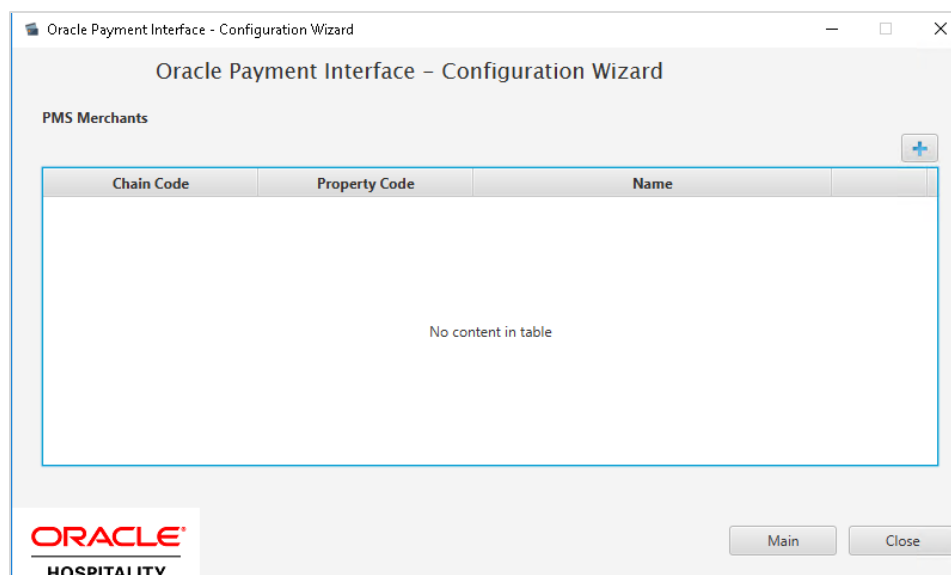 Oracle Payment Interface - Configuration Wizard
Oracle Payment Interface – Configuration Wizard
PMS Merchants
Chain Code Property Code Name
No content in table
ORACLE®
HOSPITALITY
Main Close